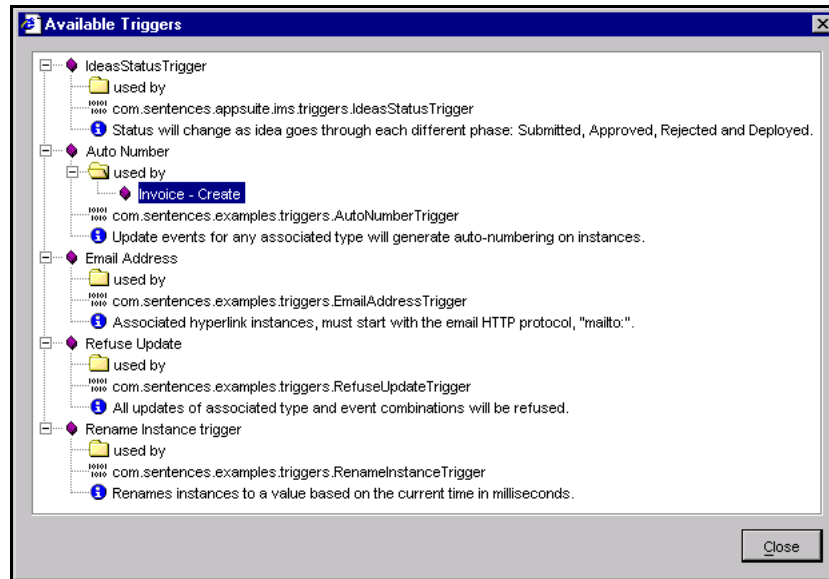 Available Triggers
IdeasStatusTrigger
used by
com.sentences.appsuite.ims.triggers.IdeasStatusTrigger
Status will change as idea goes through each different phase: Submitted, Approved, Rejected and Deployed.
Auto Number
used by
Invoice - Create
com.sentences.examples.triggers.AutoNumberTrigger
Update events for any associated type will generate auto-numbering on instances.
Email Address
used by
com.sentences.examples.triggers.EmailAddressTrigger
Associated hyperlink instances, must start with the email HTTP protocol, "mailto:".
Refuse Update
used by
com.sentences.examples.triggers.RefuseUpdateTrigger
All updates of associated type and event combinations will be refused.
Rename Instance trigger
used by
com.sentences.examples.triggers.RenameInstanceTrigger
Renames instances to a value based on the current time in milliseconds.
Close